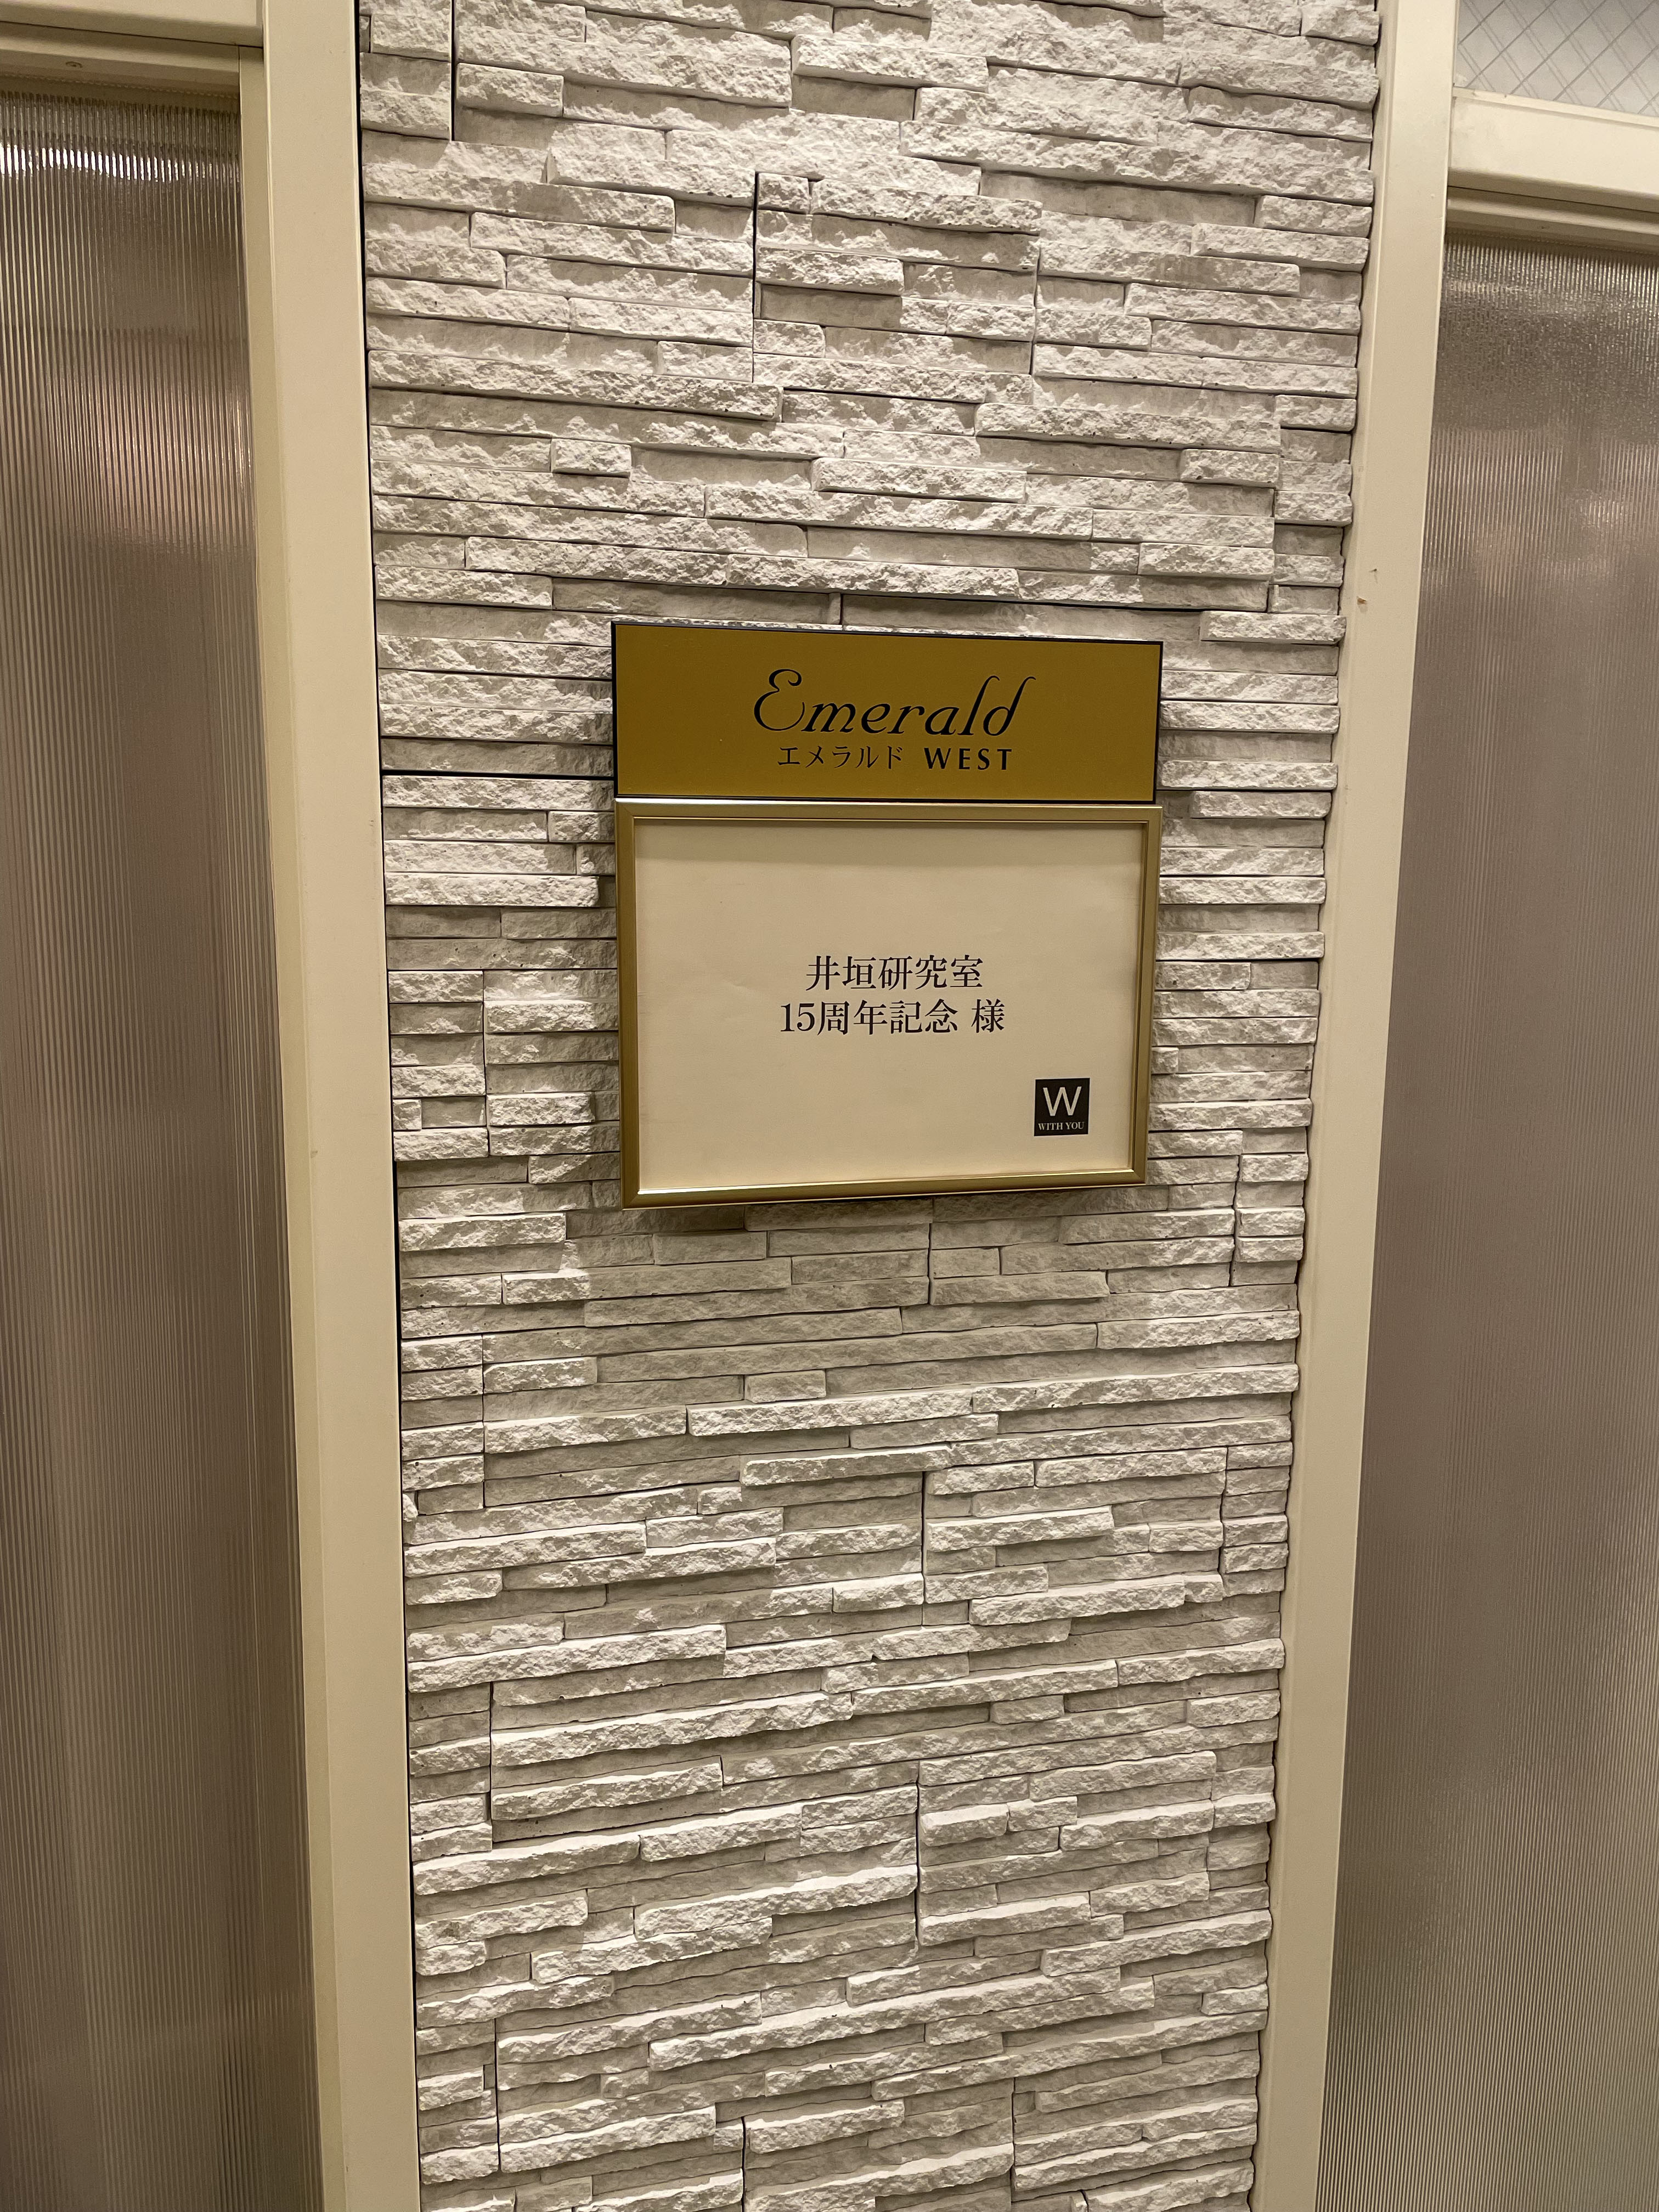 Emerald
エメラルド WEST
井垣研究室
15周年記念 様
W
WITH YOU